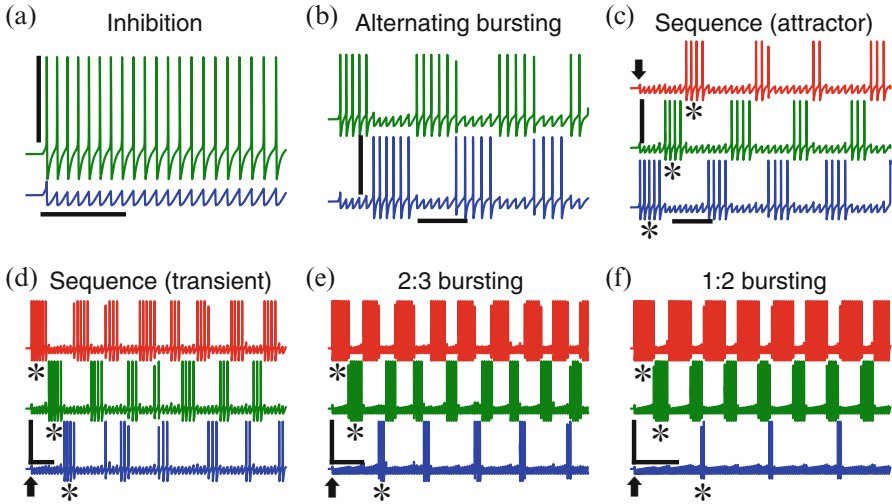 (a) Inhibition
(b) Alternating bursting
(c) Sequence (attractor)
*
*
*
(d) Sequence (transient)
*
*
*
(e) 2:3 bursting
*
*
*
(f) 1:2 bursting
*
*
*